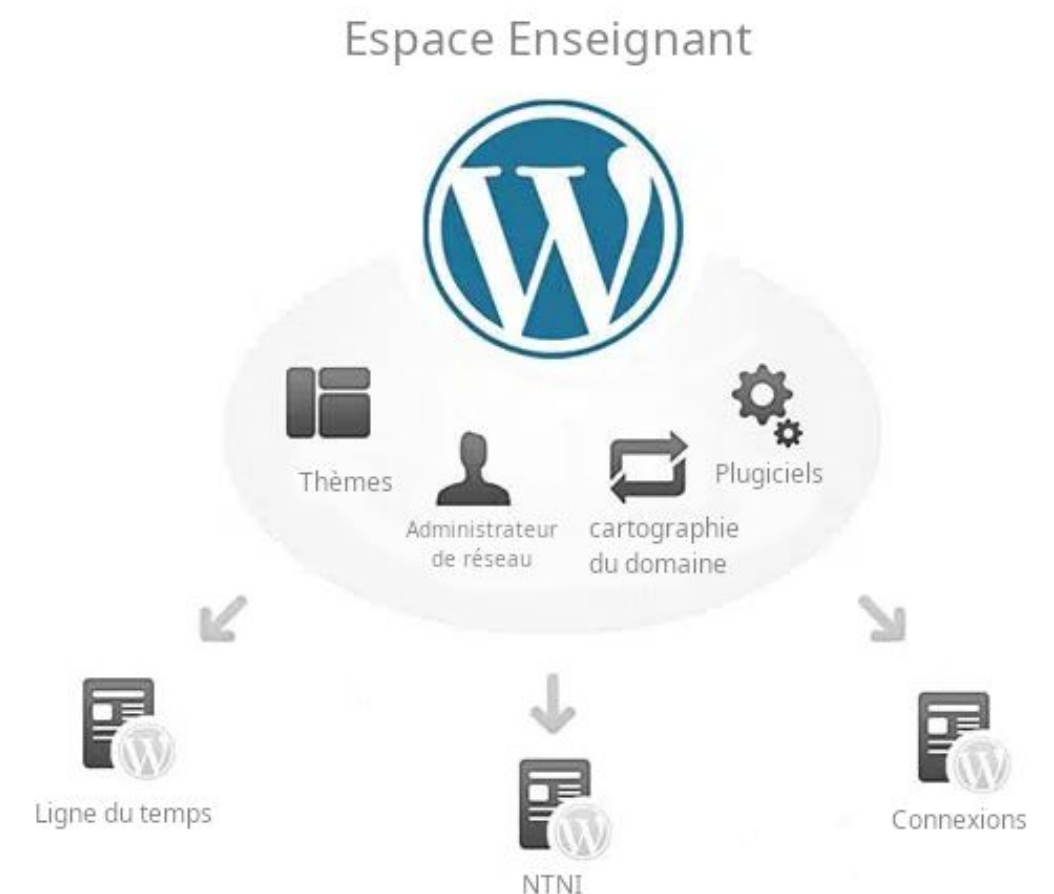 Espace Enseignant
Thèmes
Administrateur
de réseau
cartographie
du domaine
Plugiciels
Ligne du temps
NTNI
Connexions